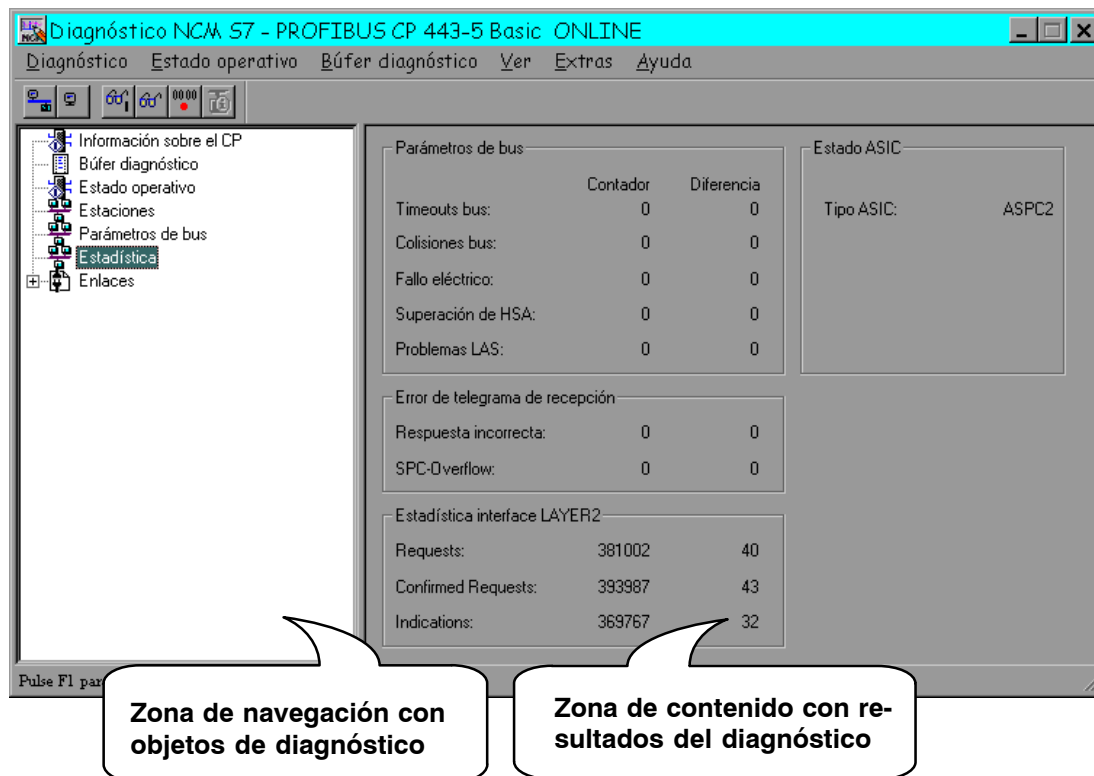 Diagnóstico NCM S7 - PROFIBUS CP 443-5 Basic ONLINE
Diagnóstico Estado operativo Búfer diagnóstico Ver Extras Ayuda
Información sobre el CP
Búfer diagnóstico
Estado operativo
Estaciones
Parámetros de bus
Estadística
Enlaces
Parámetros de bus
Contador Diferencia
Timeouts bus: 0 0
Colisiones bus: 0 0
Fallo eléctrico: 0 0
Superación de HSA: 0 0
Problemas LAS: 0 0
Estado ASIC
Tipo ASIC: ASPC2
Error de telegrama de recepción
Respuesta incorrecta: 0 0
SPC-Overflow: 0 0
Estadística interface LAYER2
Requests: 381002 40
Confirmed Requests: 393987 43
Indications: 369767 32
Pulse F1
Zona de navegación con
objetos de diagnóstico
Zona de contenido con re-
sultados del diagnóstico